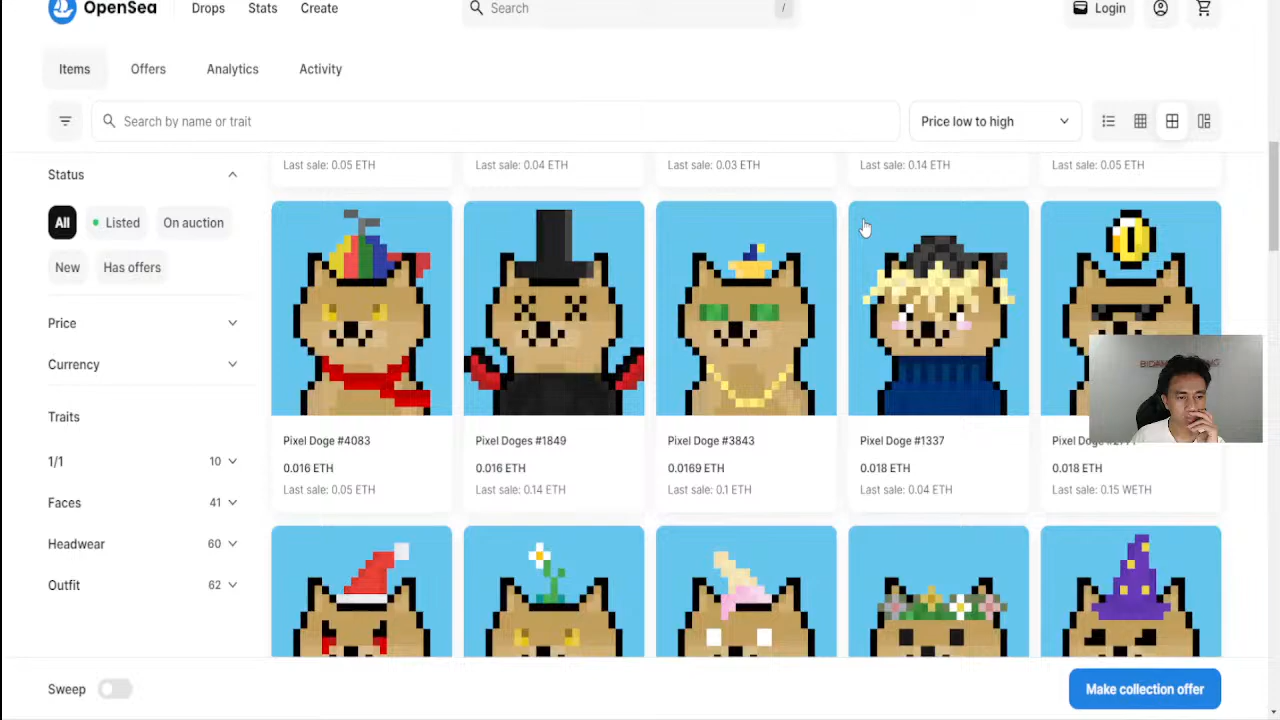 OpenSea Drops Stats Create Search / Login
Items Offers Analytics Activity
Search by name or trait Price low to high
Status
All Listed On auction
New Has offers
Price
Currency
Traits
1/1 10
Faces 41
Headwear 60
Outfit 62
Last sale: 0.05 ETH Last sale: 0.04 ETH Last sale: 0.03 ETH Last sale: 0.14 ETH Last sale: 0.05 ETH
Pixel Doge #4083 Pixel Doges #1849 Pixel Doge #3843 Pixel Doge #1337
0.016 ETH 0.016 ETH 0.0169 ETH 0.018 ETH 0.018 ETH
Last sale: 0.05 ETH Last sale: 0.14 ETH Last sale: 0.1 ETH Last sale: 0.04 ETH Last sale: 0.15 WETH
Sweep Make collection offer